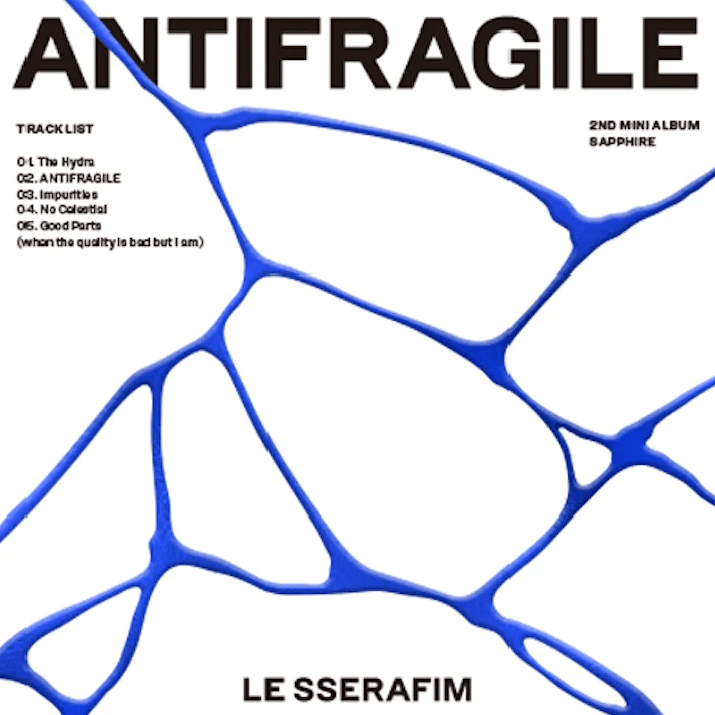 ANTIFRAGILE
TRACK LIST
01. The Hydra
02. ANTIFRAGILE
03. Impurities
04. No Celestial
05. Good Parts
(when the quality is bad but I am)
2ND MINI ALBUM
SAPPHIRE
LE SSERAFIM